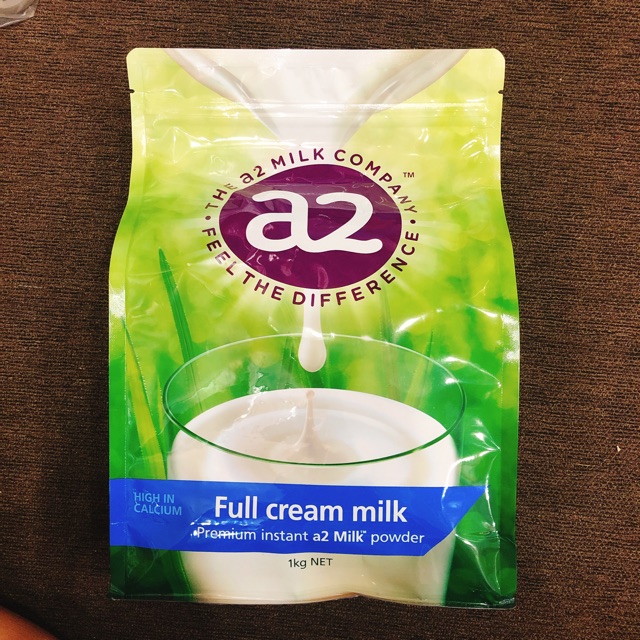 THE a2 MILK COMPANY™
a2
• FEEL THE DIFFERENCE •
HIGH IN
CALCIUM
Full cream milk
Premium instant a2 Milk™ powder
1kg NET